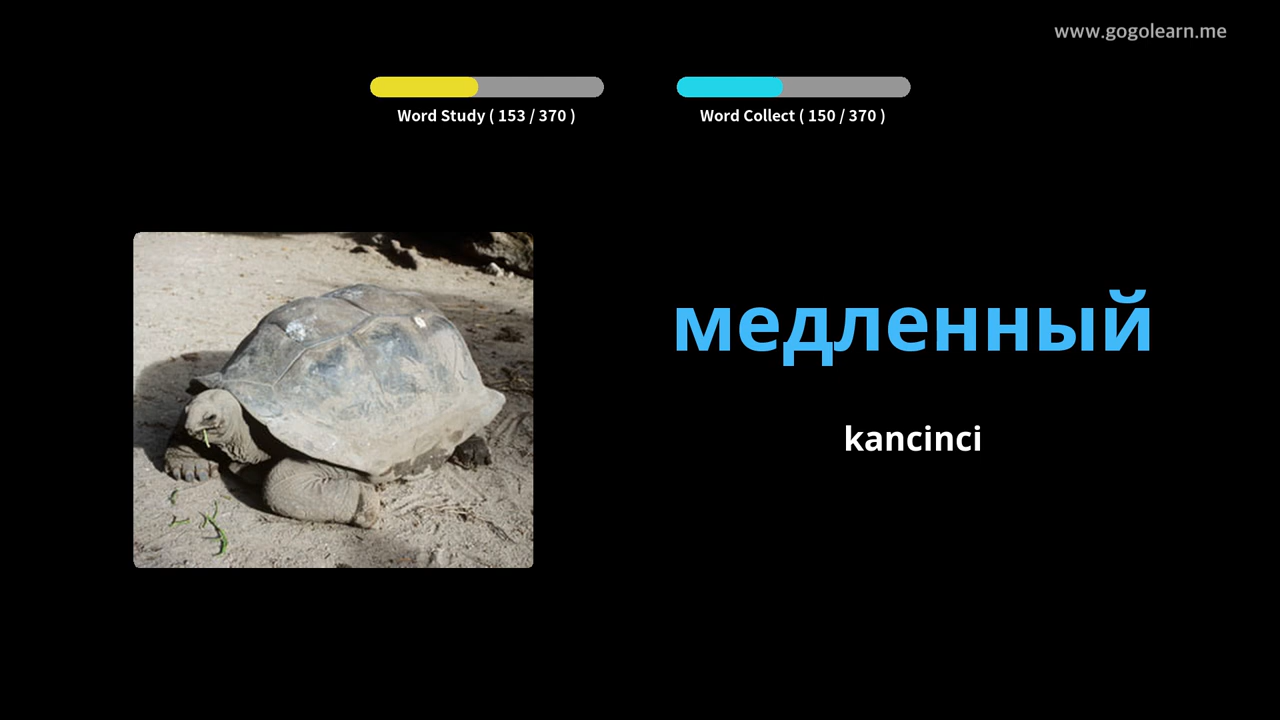 www.gogolearn.me
Word Study ( 153 / 370 )
Word Collect ( 150 / 370 )
медленный
kancinci